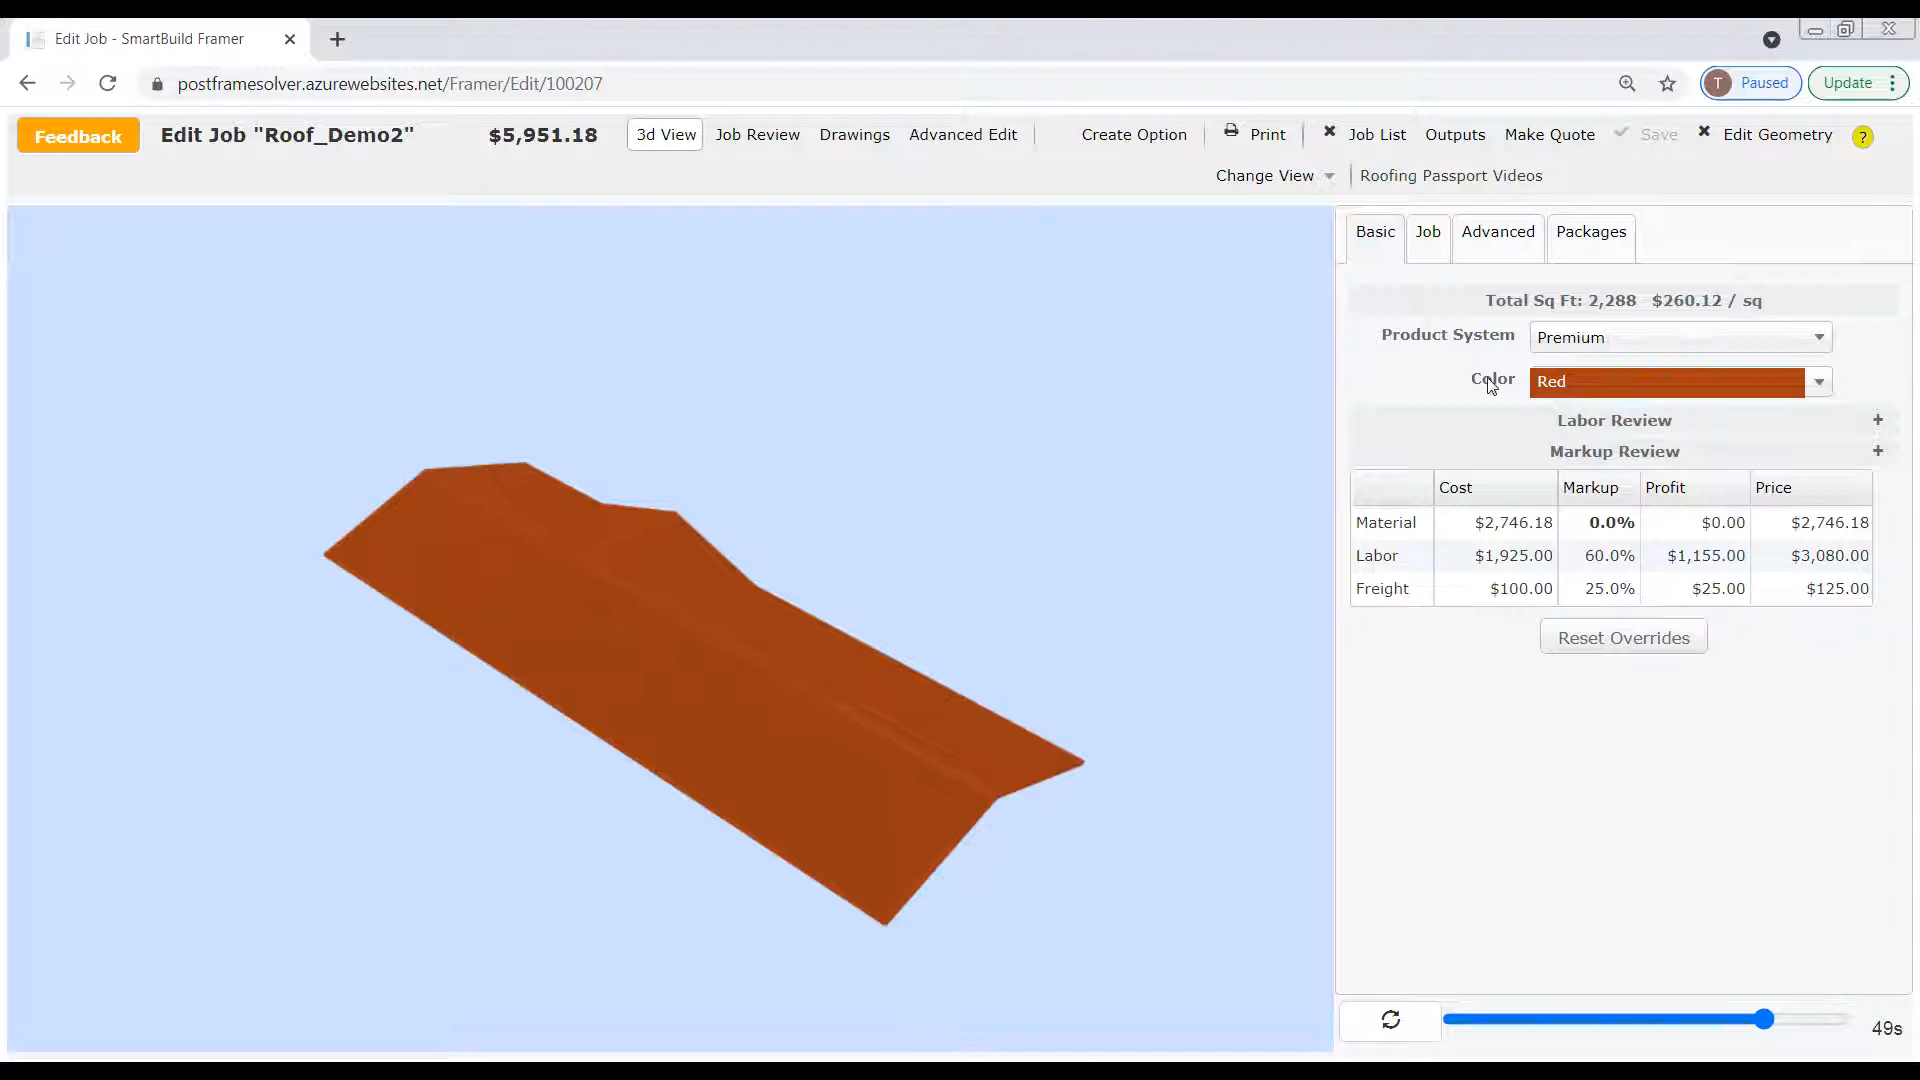 Edit Job - SmartBuild Framer
postframesolver.azurewebsites.net/Framer/Edit/100207
T Paused
Update
Feedback
Edit Job "Roof_Demo2" $5,951.18
3d View Job Review Drawings Advanced Edit
Create Option Print Job List Outputs Make Quote Save Edit Geometry ?
Change View Roofing Passport Videos
Basic Job Advanced Packages
Total Sq Ft: 2,288 $260.12 / sq
Product System Premium
Color Red
Labor Review +
Markup Review +
Cost Markup Profit Price
Material $2,746.18 0.0% $0.00 $2,746.18
Labor $1,925.00 60.0% $1,155.00 $3,080.00
Freight $100.00 25.0% $25.00 $125.00
Reset Overrides
49s